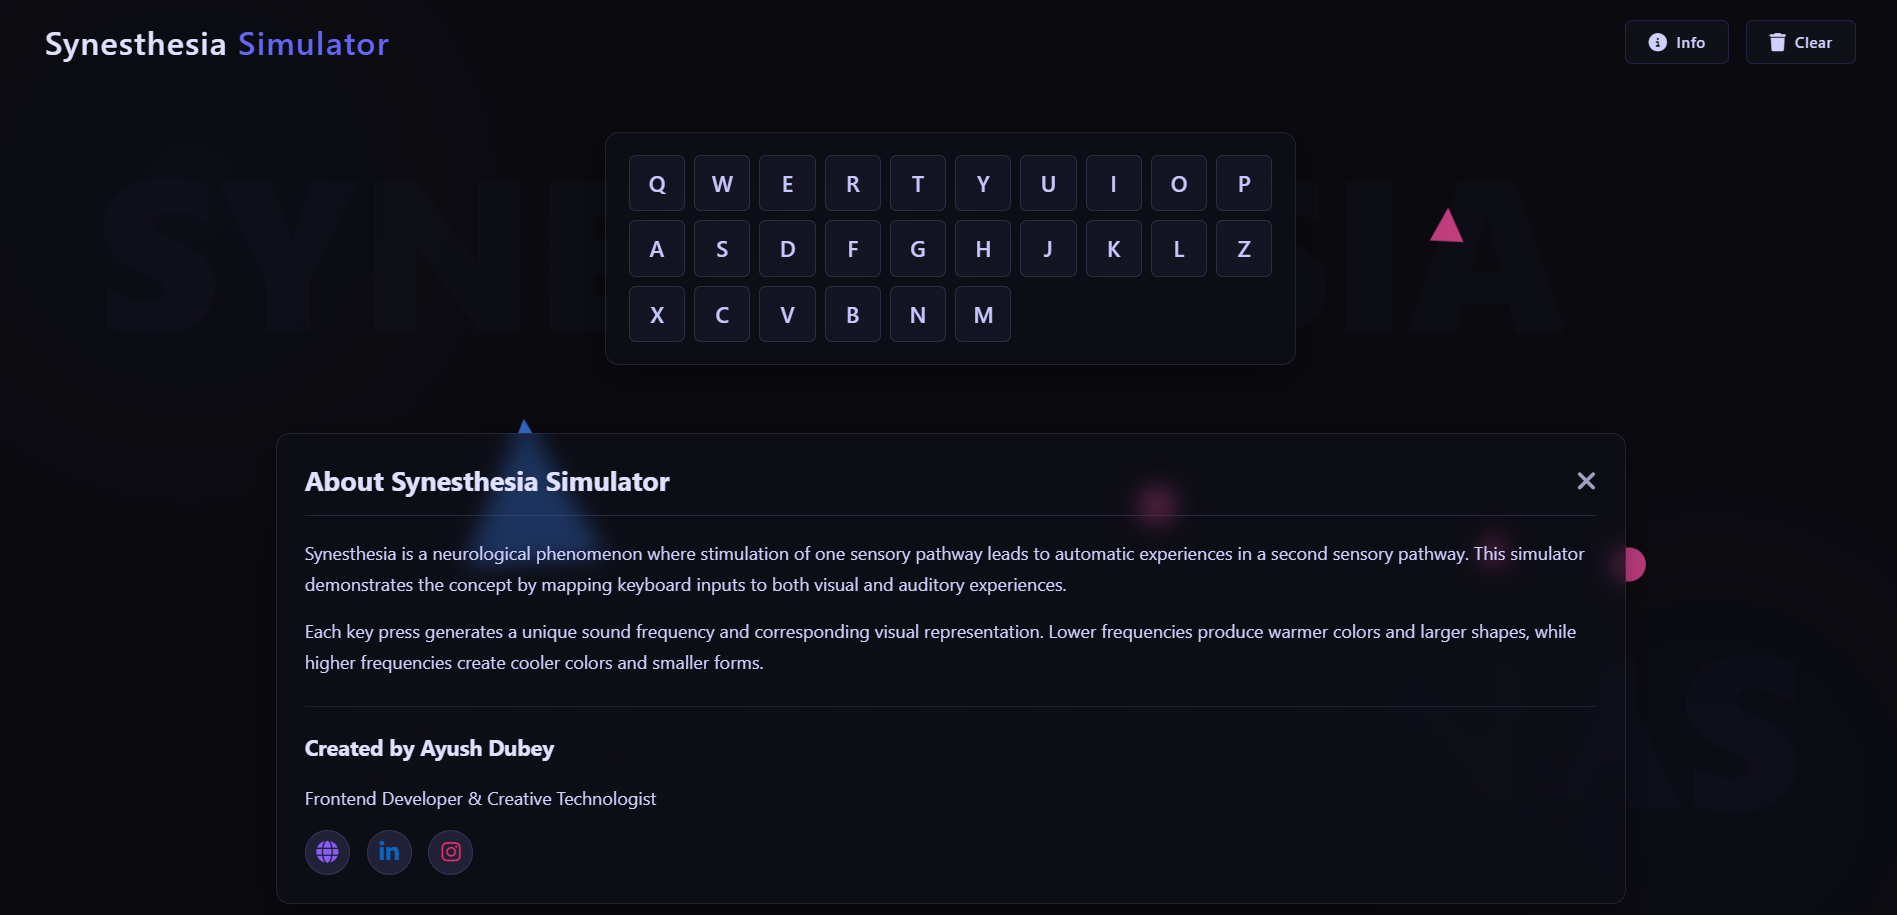 Synesthesia Simulator
Info
Clear
SYNESTHESIA
Q W E R T Y U I O P
A S D F G H J K L Z
X C V B N M
About Synesthesia Simulator
Synesthesia is a neurological phenomenon where stimulation of one sensory pathway leads to automatic experiences in a second sensory pathway. This simulator
demonstrates the concept by mapping keyboard inputs to both visual and auditory experiences.
Each key press generates a unique sound frequency and corresponding visual representation. Lower frequencies produce warmer colors and larger shapes, while
higher frequencies create cooler colors and smaller forms.
Created by Ayush Dubey
Frontend Developer & Creative Technologist
in